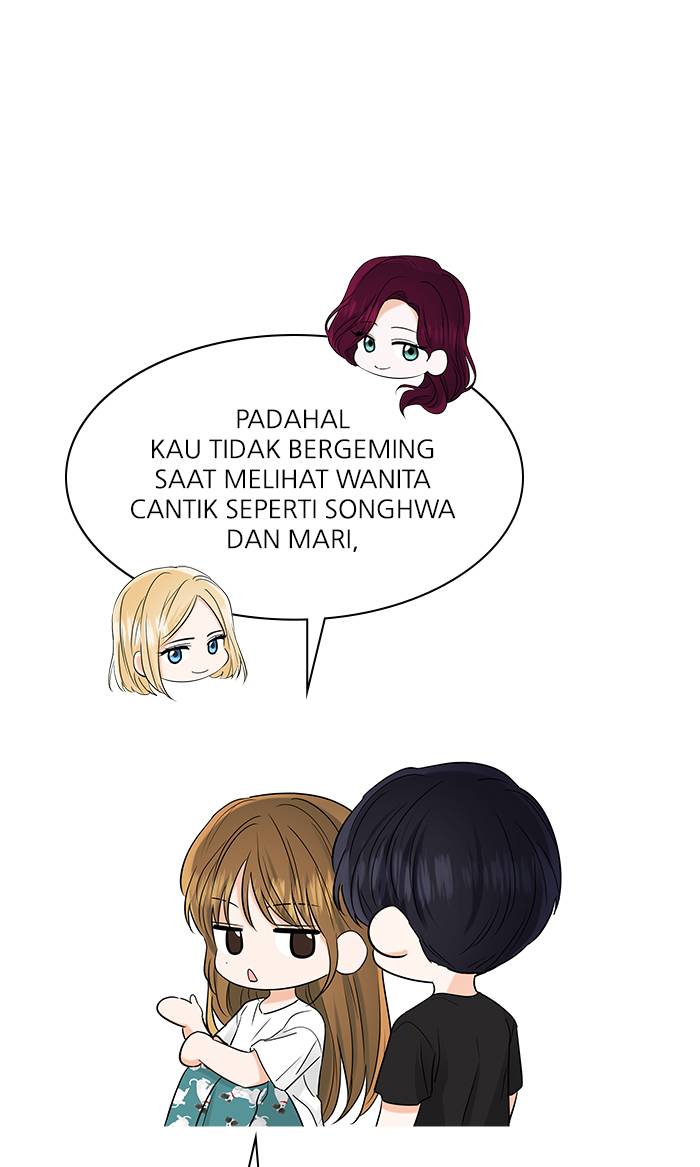 PADAHAL
KAU TIDAK BERGEMING
SAAT MELIHAT WANITA
CANTIK SEPERTI SONGHWA
DAN MARI,